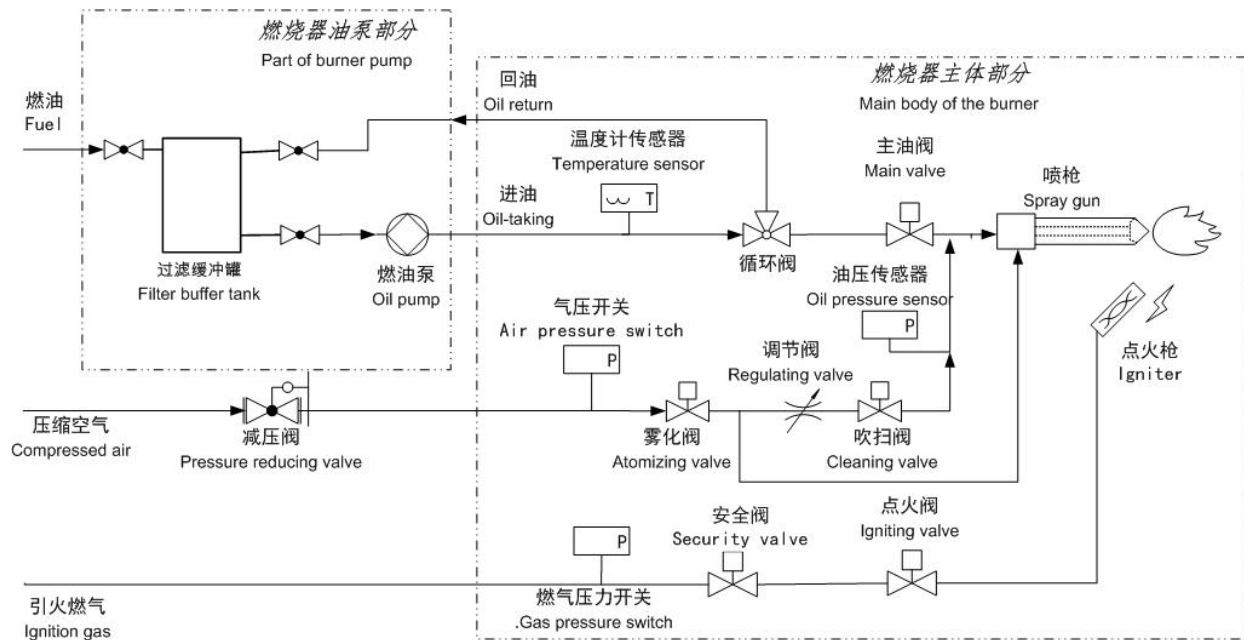 燃烧器油泵部分
Part of burner pump
燃油
Fuel
过滤缓冲罐
Filter buffer tank
燃油泵
Oil pump
回油
Oil return
进油
Oil-taking
燃烧器主体部分
Main body of the burner
温度计传感器
Temperature sensor
T
循环阀
主油阀
Main valve
喷枪
Spray gun
油压传感器
Oil pressure sensor
P
气压开关
Air pressure switch
P
调节阀
Regulating valve
点火枪
Igniter
压缩空气
Compressed air
减压阀
Pressure reducing valve
雾化阀
Atomizing valve
吹扫阀
Cleaning valve
安全阀
Security valve
点火阀
Igniting valve
P
燃气压力开关
.Gas pressure switch
引火燃气
Ignition gas